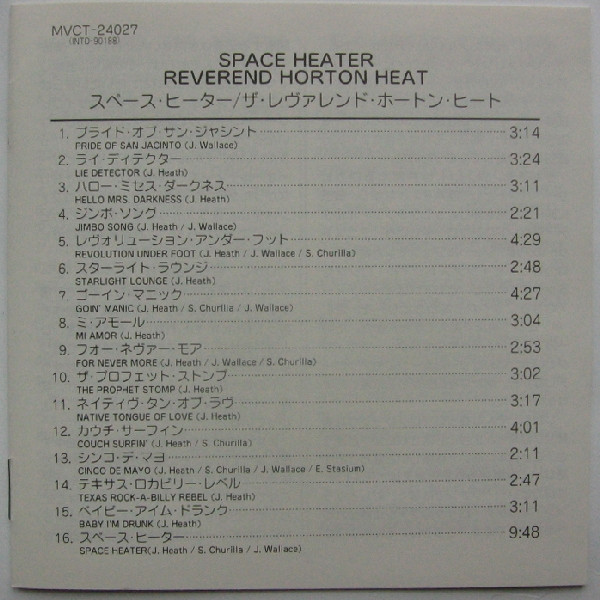 MVCT-24027
(INTD-90168)
SPACE HEATER
REVEREND HORTON HEAT
スペース・ヒーター/ザ・レヴァレンド・ホートン・ヒート
1. プライド・オブ・サン・ジャシント 3:14
PRIDE OF SAN JACINTO (J. Wallace)
2. ライ・ディテクター 3:24
LIE DETECTOR (J. Heath)
3. ハロー・ミセス・ダークネス 3:11
HELLO MRS. DARKNESS (J. Heath)
4. ジンボ・ソング 2:21
JIMBO SONG (J. Heath / J. Wallace)
5. レヴォリューション・アンダー・フット 4:29
REVOLUTION UNDER FOOT (J. Heath / J. Wallace / S. Churilla)
6. スターライト・ラウンジ 2:48
STARLIGHT LOUNGE (J. Heath)
7. ゴーイン・マニック 4:27
GOIN' MANIC (J. Heath / S. Churilla / J. Wallace)
8. ミ・アモール 3:04
MI AMOR (J. Heath)
9. フォー・ネヴァー・モア 2:53
FOR NEVER MORE (J. Heath / J. Wallace / S. Churilla)
10. ザ・プロフェット・ストンプ 3:02
THE PROPHET STOMP (J. Heath)
11. ネイティヴ・タン・オブ・ラヴ 3:17
NATIVE TONGUE OF LOVE (J. Heath)
12. カウチ・サーフィン 4:01
COUCH SURFIN' (J. Heath / S. Churilla)
13. シンコ・デ・マヨ 2:11
CINCO DE MAYO (J. Heath / S. Churilla / J. Wallace / E. Stasium)
14. テキサス・ロカビリー・レベル 2:47
TEXAS ROCK-A-BILLY REBEL (J. Heath)
15. ベイビー・アイム・ドランク 3:11
BABY I'M DRUNK (J. Heath)
16. スペース・ヒーター 9:48
SPACE HEATER(J. Heath / S. Churilla / J. Wallace)